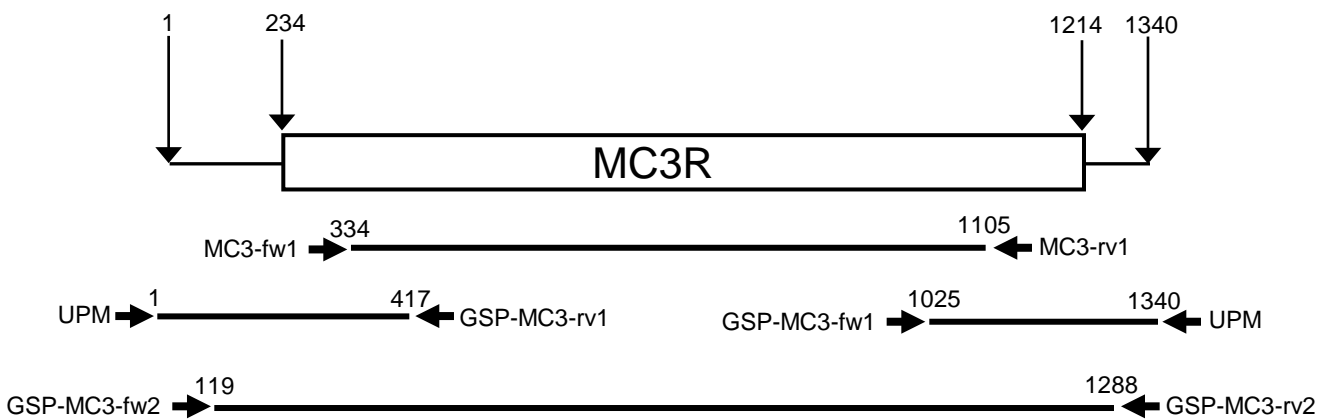 1 234 1214 1340
MC3R
334 1105
MC3-fw1 MC3-rv1
1 417 1025 1340
UPM GSP-MC3-rv1 GSP-MC3-fw1 UPM
119 1288
GSP-MC3-fw2 GSP-MC3-rv2